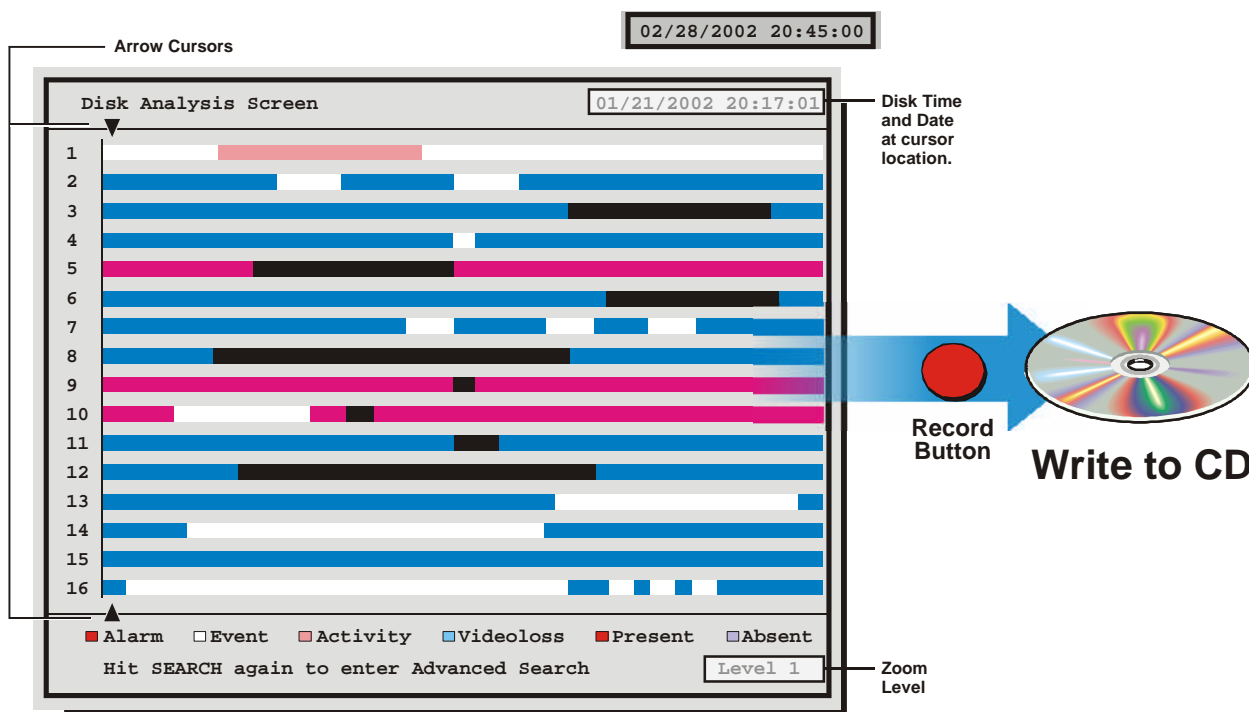 02/28/2002 20:45:00
Arrow Cursors
Disk Analysis Screen
01/21/2002 20:17:01
Disk Time
and Date
at cursor
location.
1
2
3
4
5
6
7
8
9
10
11
12
13
14
15
16
Record
Button
Write to CD
Alarm Event Activity Videoloss Present Absent
Hit SEARCH again to enter Advanced Search
Level 1
Zoom
Level